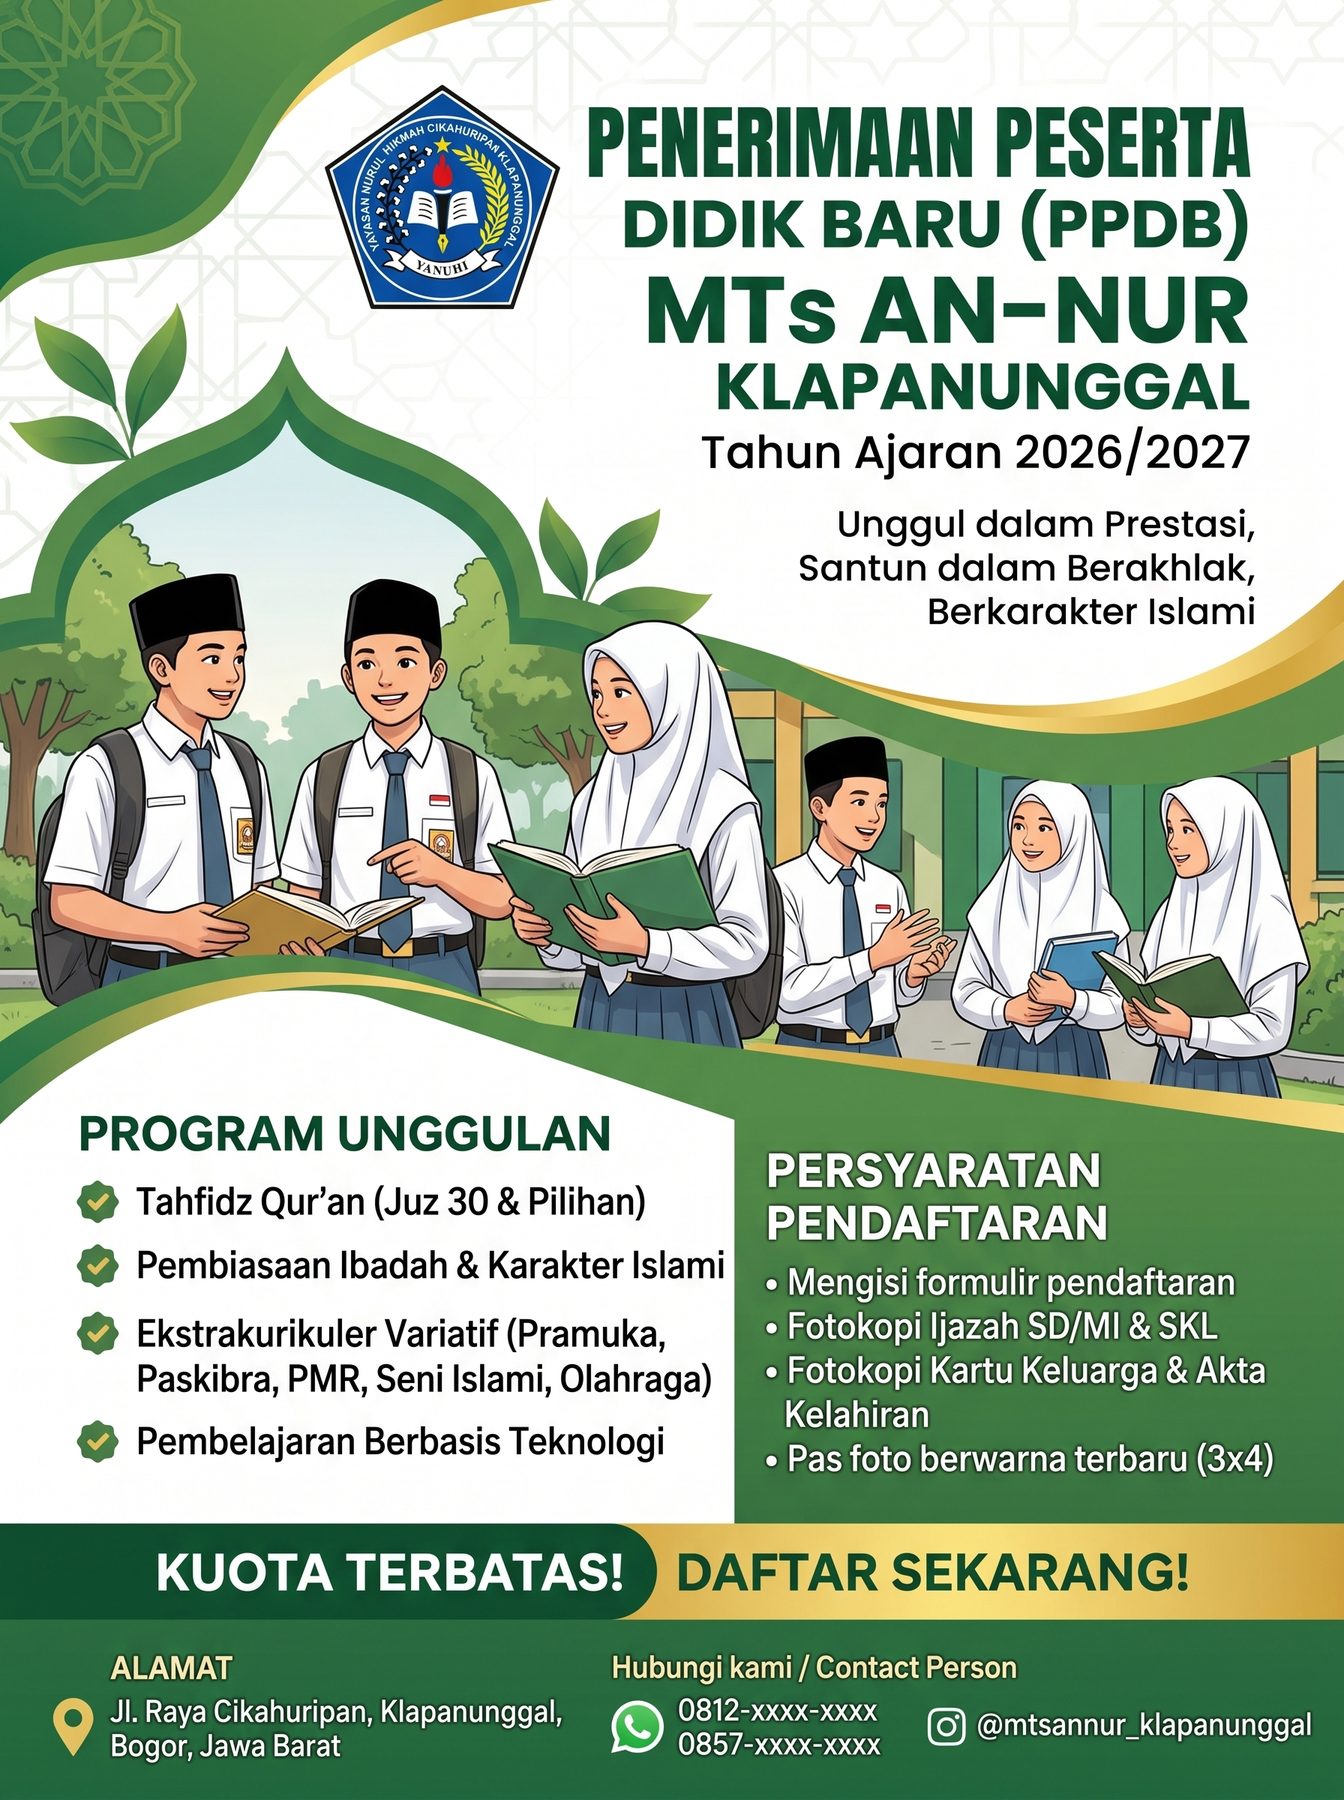 YAYASAN NURUL HIKMAH CIKAHURIPAN KLAPANUNGGAL
YANUHI
PENERIMAAN PESERTA
DIDIK BARU (PPDB)
MTs AN-NUR
KLAPANUNGGAL
Tahun Ajaran 2026/2027
Unggul dalam Prestasi,
Santun dalam Berakhlak,
Berkarakter Islami
PROGRAM UNGGULAN
Tahfidz Qur'an (Juz 30 & Pilihan)
Pembiasaan Ibadah & Karakter Islami
Ekstrakurikuler Variatif (Pramuka,
Paskibra, PMR, Seni Islami, Olahraga)
Pembelajaran Berbasis Teknologi
PERSYARATAN
PENDAFTARAN
• Mengisi formulir pendaftaran
• Fotokopi Ijazah SD/MI & SKL
• Fotokopi Kartu Keluarga & Akta
Kelahiran
• Pas foto berwarna terbaru (3x4)
KUOTA TERBATAS!
DAFTAR SEKARANG!
ALAMAT
Jl. Raya Cikahuripan, Klapanunggal,
Bogor, Jawa Barat
Hubungi kami / Contact Person
0812-xxxx-xxxx
0857-xxxx-xxxx
@mtsannur_klapanunggal